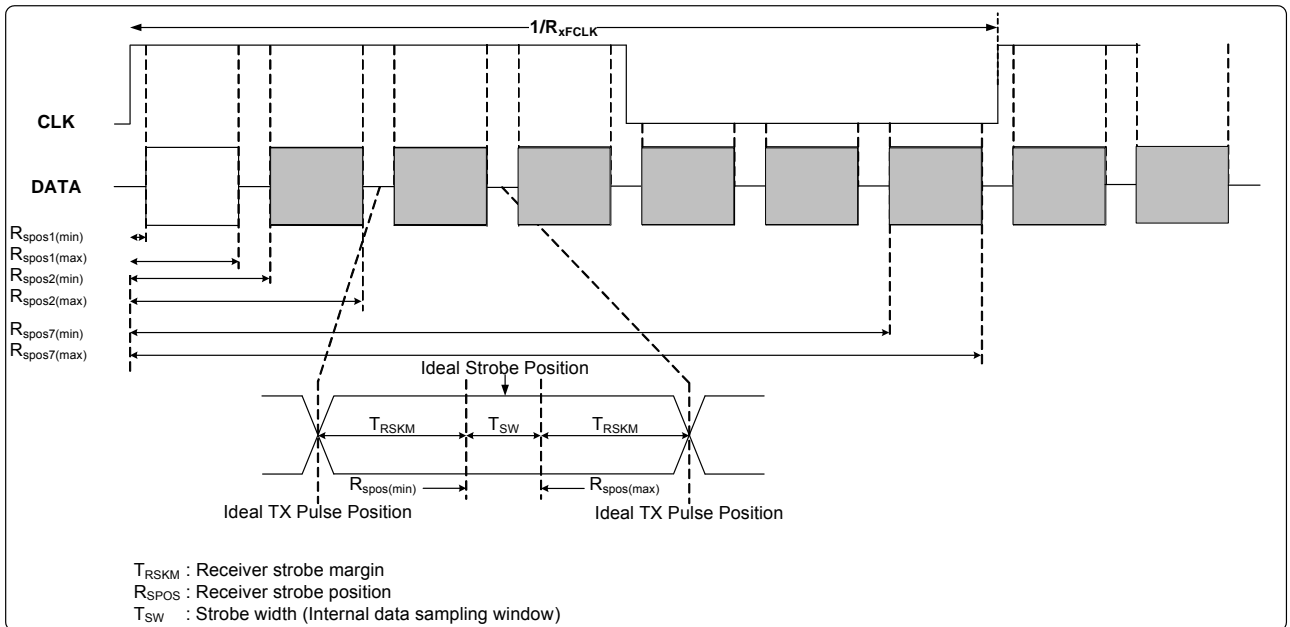 1/RxFCLK
CLK
DATA
Rspos1(min)
Rspos1(max)
Rspos2(min)
Rspos2(max)
Rspos7(min)
Rspos7(max)
Ideal Strobe Position
TRSKM TSW TRSKM
Rspos(min) Rspos(max)
Ideal TX Pulse Position Ideal TX Pulse Position
TRSKM : Receiver strobe margin
RSPOS : Receiver strobe position
TSW : Strobe width (Internal data sampling window)